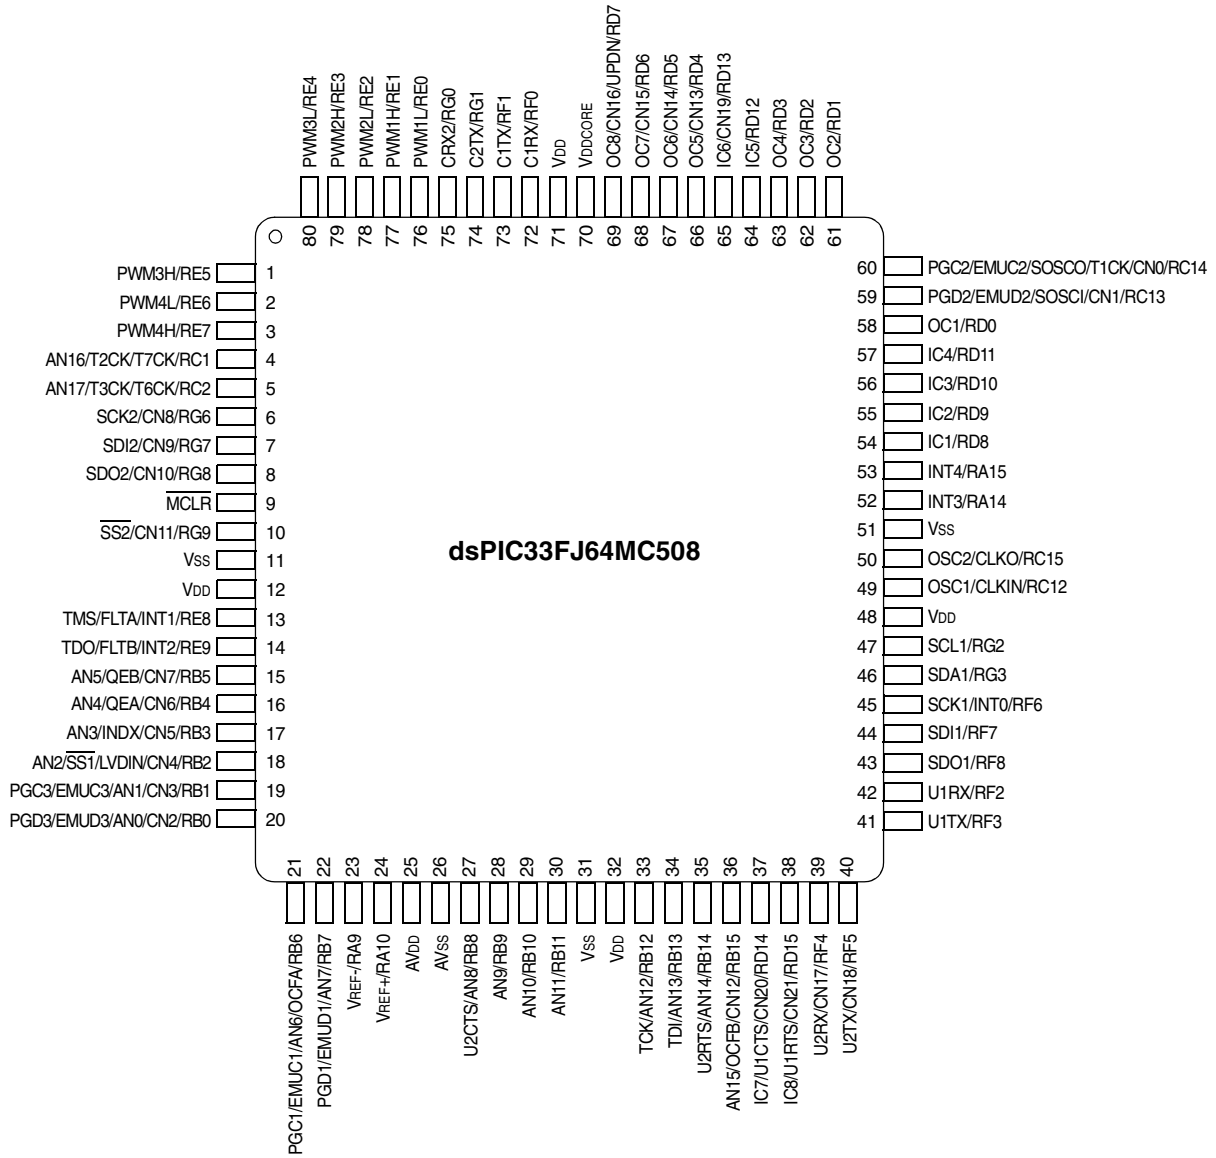 PWM3L/RE4
PWM2H/RE3
PWM2L/RE2
PWM1H/RE1
PWM1L/RE0
CRX2/RG0
C2TX/RG1
C1TX/RF1
C1RX/RF0
VDD
VDDCORE
OC8/CN16/UPDN/RD7
OC7/CN15/RD6
OC6/CN14/RD5
OC5/CN13/RD4
IC6/CN19/RD13
IC5/RD12
OC4/RD3
OC3/RD2
OC2/RD1
80
79
78
77
76
75
74
73
72
71
70
69
68
67
66
65
64
63
62
61
PWM3H/RE5 1
PWM4L/RE6 2
PWM4H/RE7 3
AN16/T2CK/T7CK/RC1 4
AN17/T3CK/T6CK/RC2 5
SCK2/CN8/RG6 6
SDI2/CN9/RG7 7
SDO2/CN10/RG8 8
MCLR 9
SS2/CN11/RG9 10
VSS 11
VDD 12
TMS/FLTA/INT1/RE8 13
TDO/FLTB/INT2/RE9 14
AN5/QEB/CN7/RB5 15
AN4/QEA/CN6/RB4 16
AN3/INDX/CN5/RB3 17
AN2/SS1/LVDIN/CN4/RB2 18
PGC3/EMUC3/AN1/CN3/RB1 19
PGD3/EMUD3/AN0/CN2/RB0 20
dsPIC33FJ64MC508
60 PGC2/EMUC2/SOSCO/T1CK/CN0/RC14
59 PGD2/EMUD2/SOSCI/CN1/RC13
58 OC1/RD0
57 IC4/RD11
56 IC3/RD10
55 IC2/RD9
54 IC1/RD8
53 INT4/RA15
52 INT3/RA14
51 VSS
50 OSC2/CLKO/RC15
49 OSC1/CLKIN/RC12
48 VDD
47 SCL1/RG2
46 SDA1/RG3
45 SCK1/INT0/RF6
44 SDI1/RF7
43 SDO1/RF8
42 U1RX/RF2
41 U1TX/RF3
21
22
23
24
25
26
27
28
29
30
31
32
33
34
35
36
37
38
39
40
PGC1/EMUC1/AN6/OCFA/RB6
PGD1/EMUD1/AN7/RB7
VREF-/RA9
VREF+/RA10
AVDD
AVSS
U2CTS/AN8/RB8
AN9/RB9
AN10/RB10
AN11/RB11
VSS
VDD
TCK/AN12/RB12
TDI/AN13/RB13
U2RTS/AN14/RB14
AN15/OCFB/CN12/RB15
IC7/U1CTS/CN20/RD14
IC8/U1RTS/CN21/RD15
U2RX/CN17/RF4
U2TX/CN18/RF5